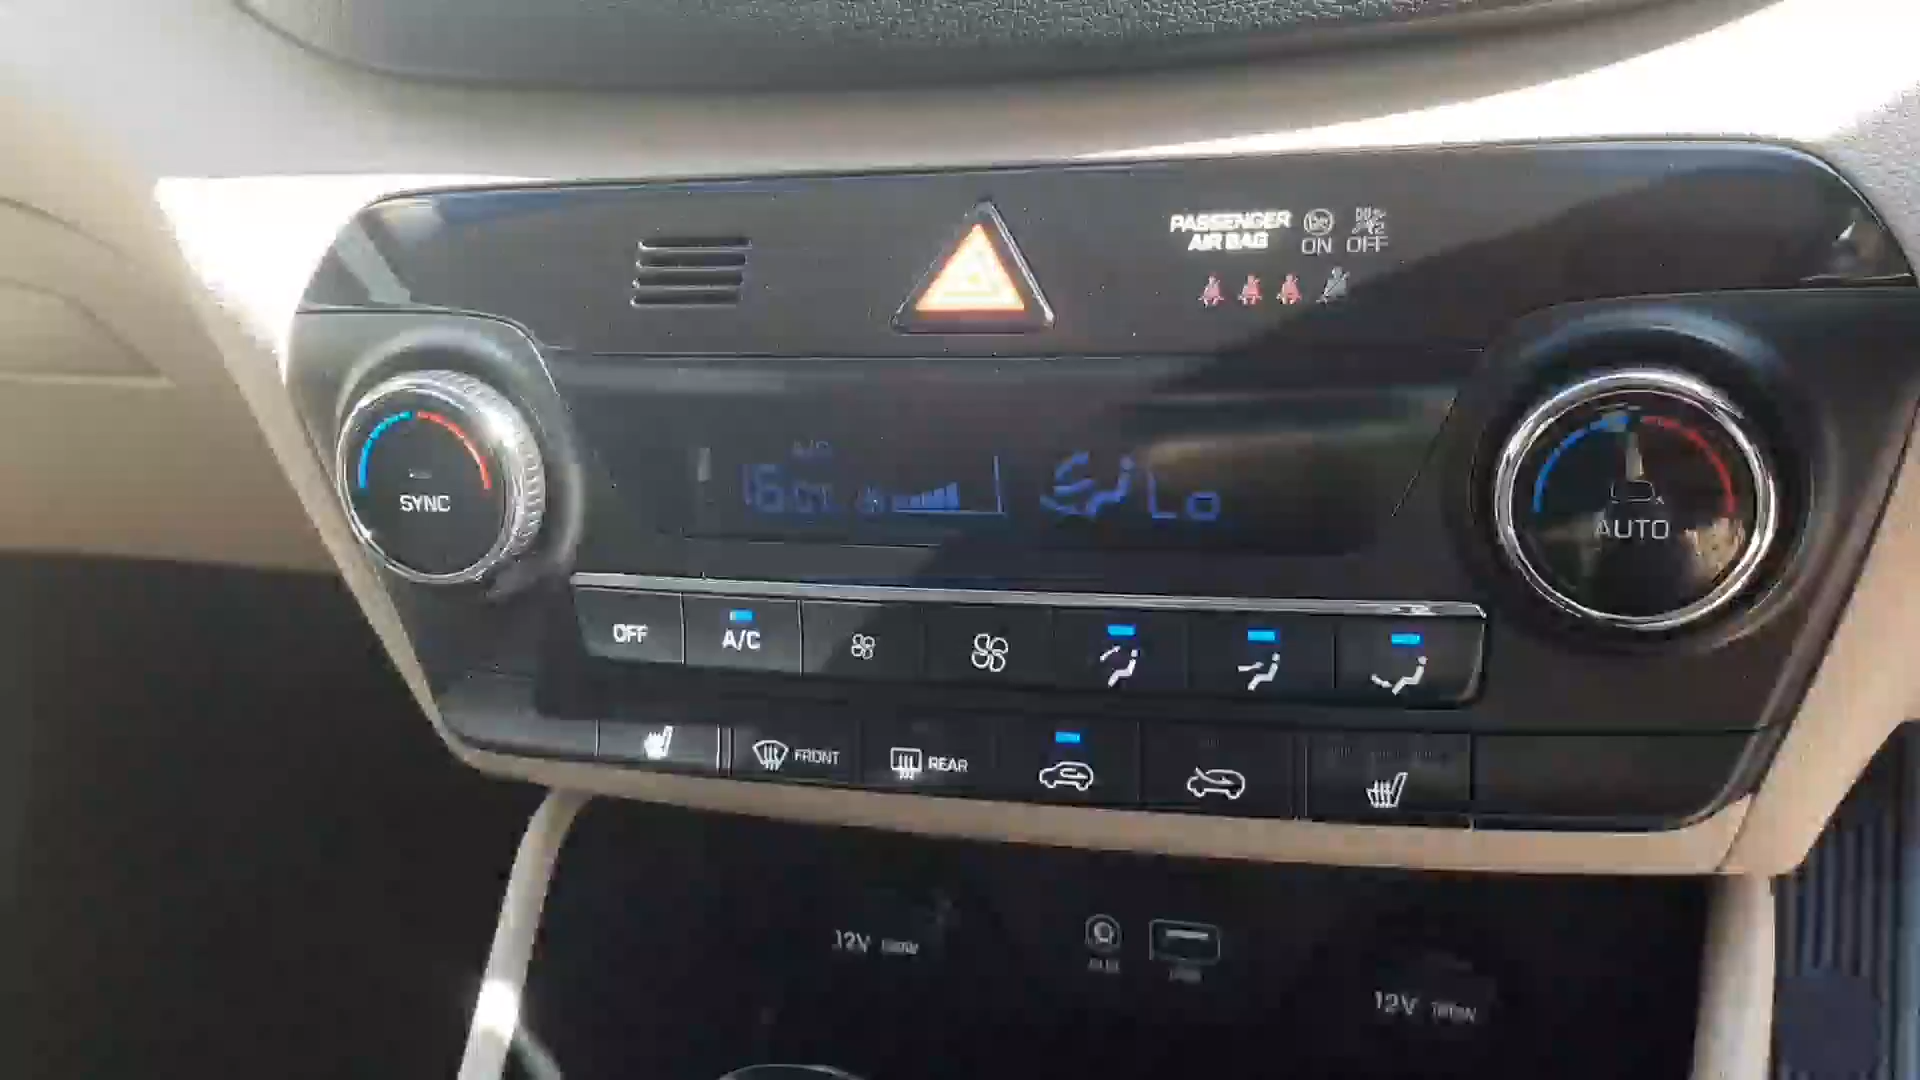 PASSENGER
AIR BAG
ON OFF
SYNC
Lo
AUTO
OFF
A/C
FRONT
REAR
12V
12V